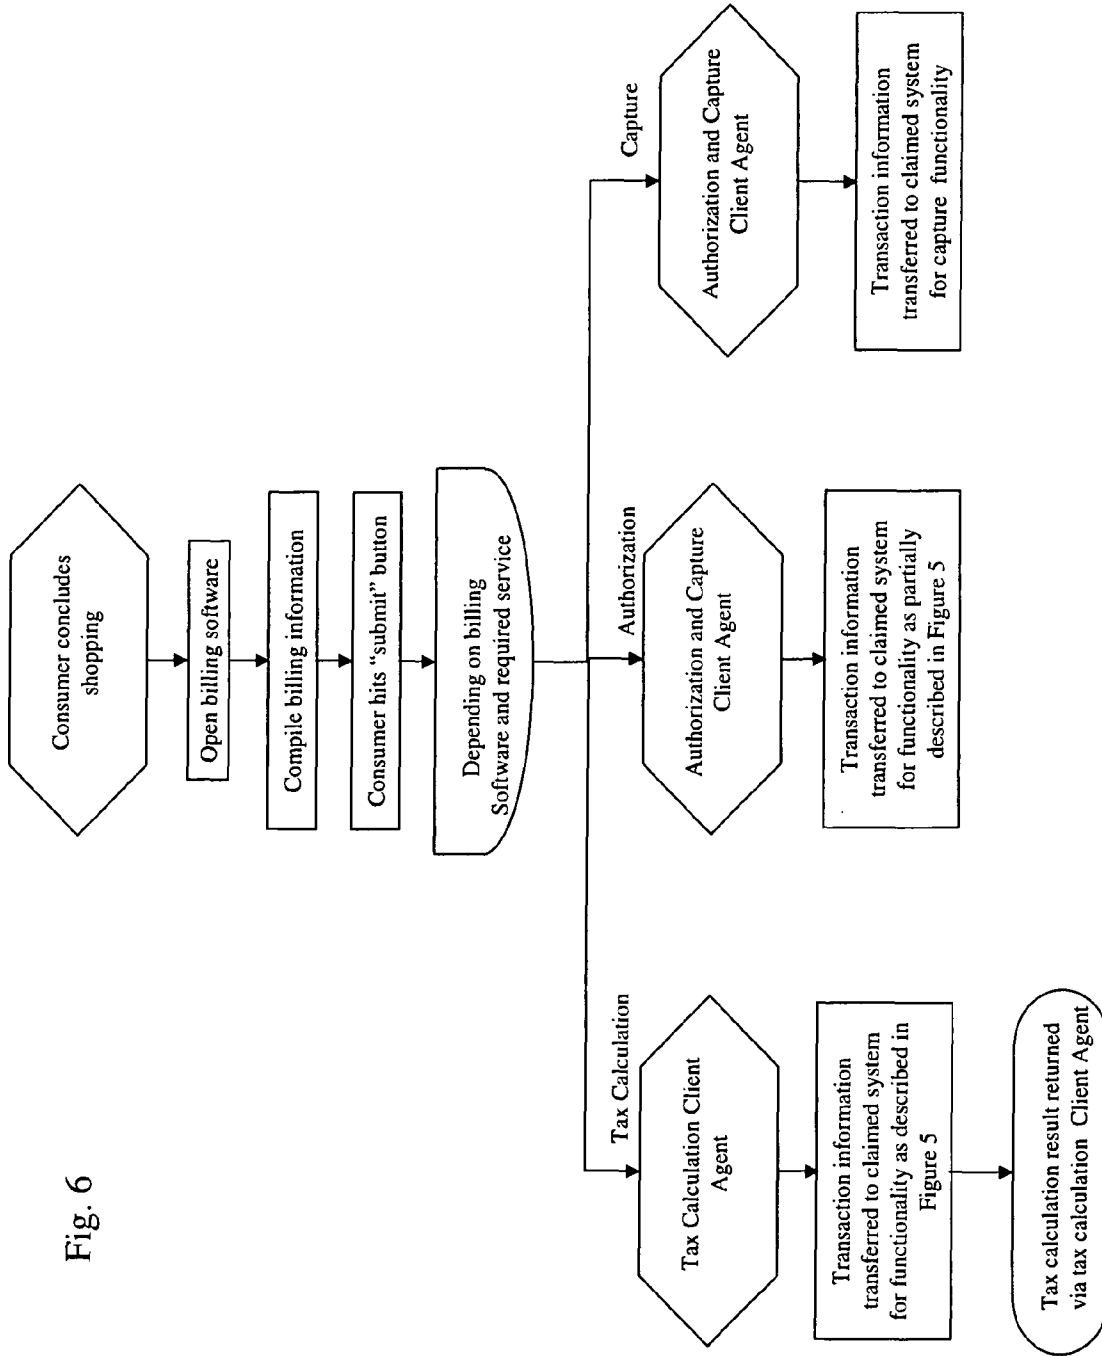 Fig. 6
Consumer concludes
shopping
Open billing software
Compile billing information
Consumer hits “submit” button
Depending on billing
Software and required service
Tax Calculation
Tax Calculation Client
Agent
Transaction information
transferred to claimed system
for functionality as described in
Figure 5
Tax calculation result returned
via tax calculation Client Agent
Authorization
Authorization and Capture
Client Agent
Transaction information
transferred to claimed system
for functionality as partially
described in Figure 5
Capture
Authorization and Capture
Client Agent
Transaction information
transferred to claimed system
for capture functionality